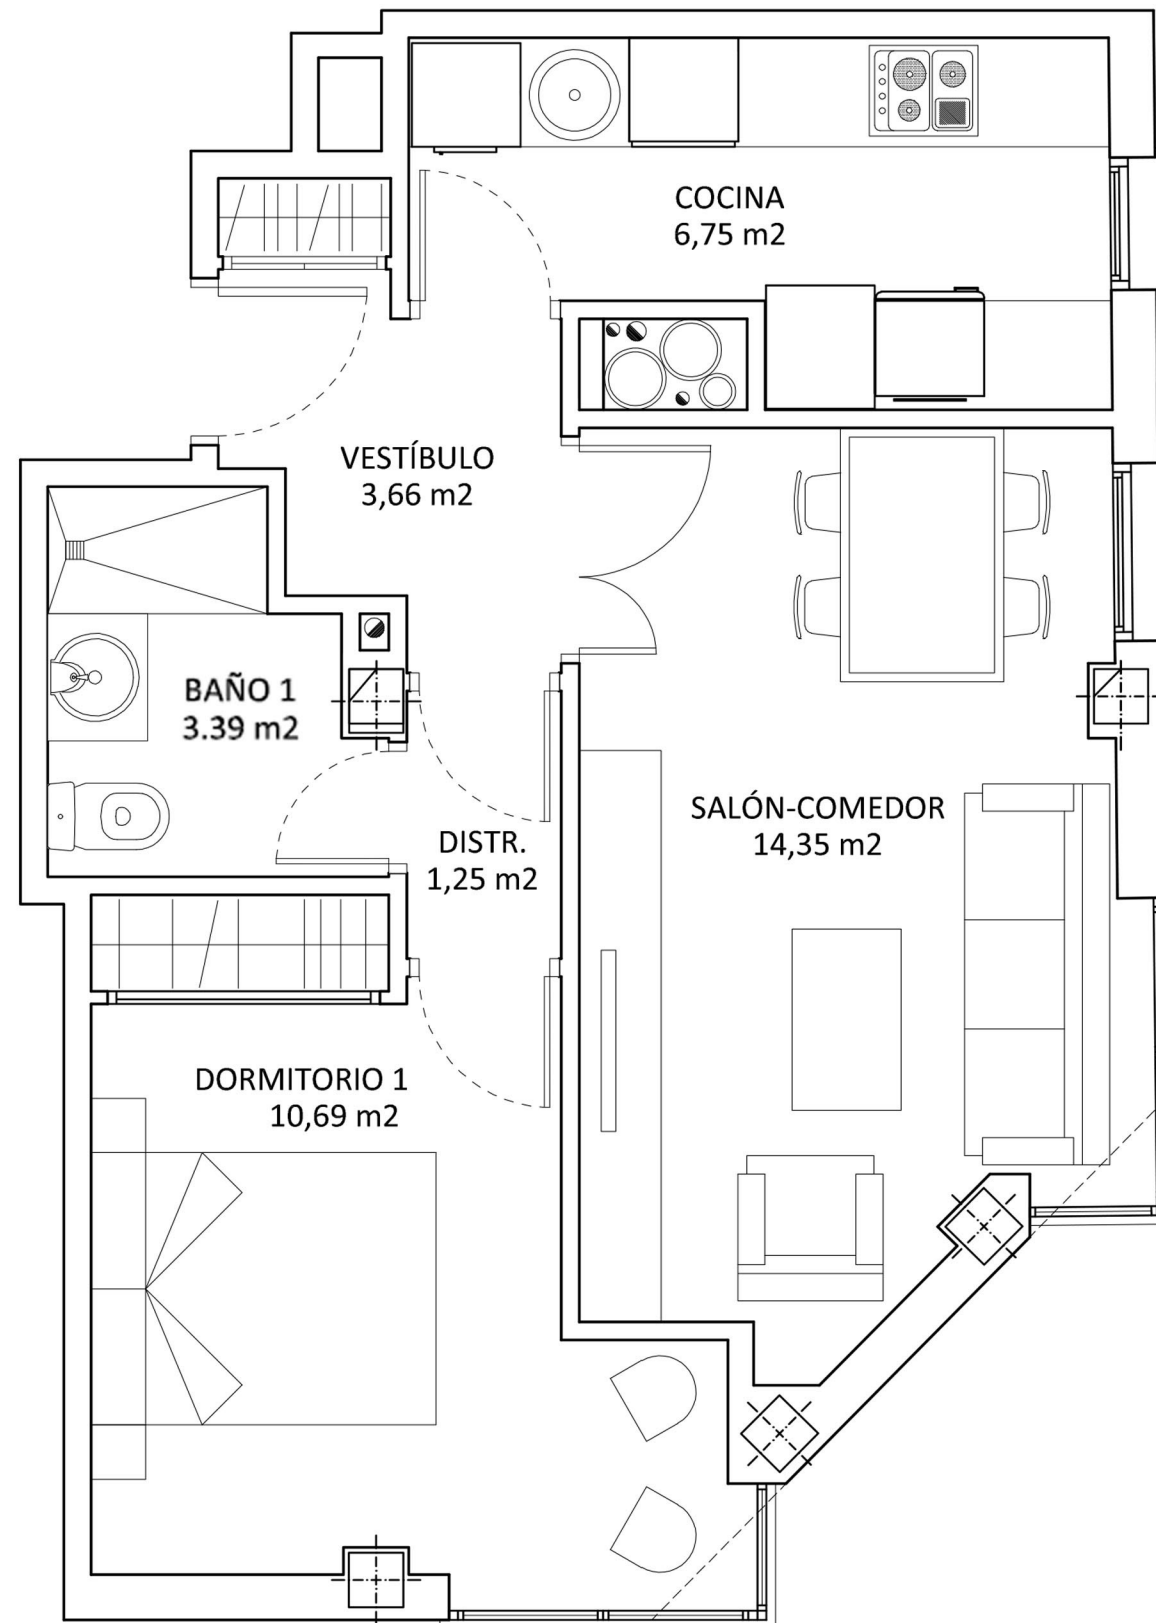 COCINA
6,75 m2
VESTÍBULO
3,66 m2
BAÑO 1
3.39 m2
SALÓN-COMEDOR
14,35 m2
DISTR.
1,25 m2
DORMITORIO 1
10,69 m2